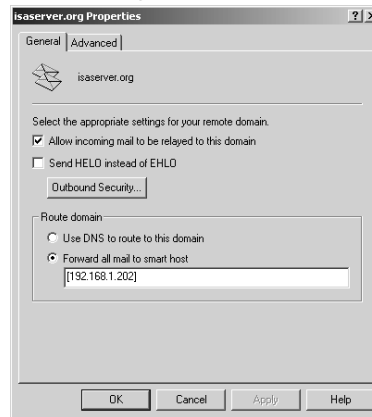 isaserver.org Properties
General
Advanced
isaserver.org
Select the appropriate settings for your remote domain.
Allow incoming mail to be relayed to this domain
Send HELO instead of EHLO
Outbound Security...
Route domain
Use DNS to route to this domain
Forward all mail to smart host
[192.168.1.202]
OK Cancel Apply Help